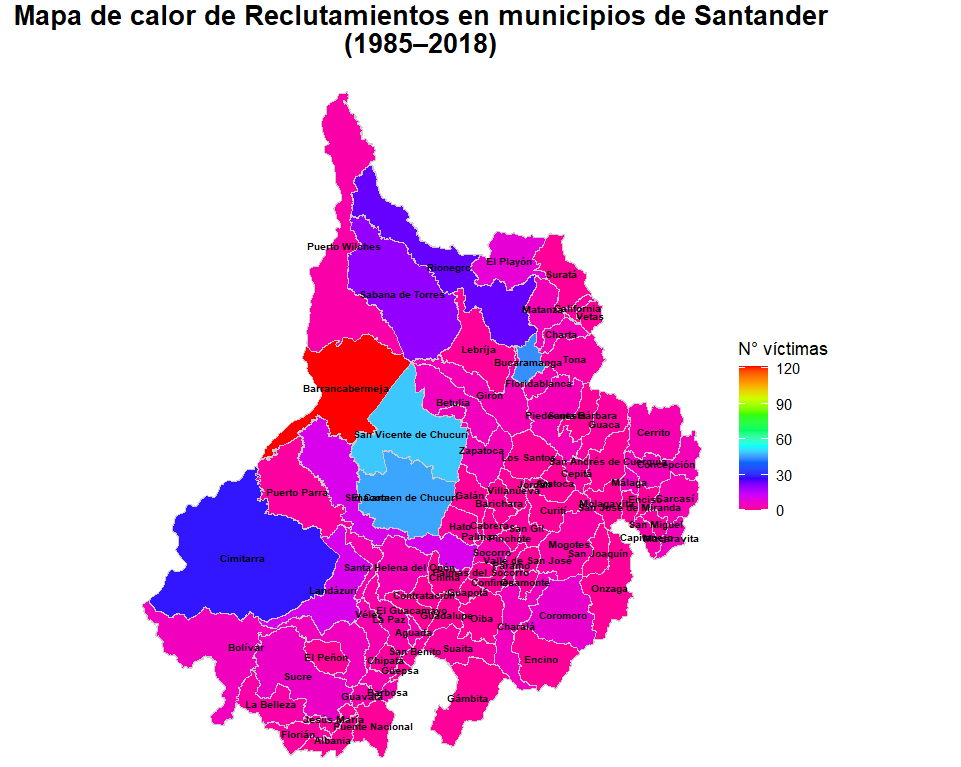 Mapa de calor de Reclutamientos en municipios de Santander
(1985–2018)
Puerto Wilches
Rionegro
El Playón
Suratá
Sabana de Torres
Matanza
California
Vetas
Charta
Lebríja
Bucaramanga
Tona
Floridablanca
Barrancabermeja
Girón
Betulia
Piedecuesta
Santa Bárbara
Guaca
San Vicente de Chucurí
Cerrito
Zapatoca
Los Santos
San Andrés de Cuerquia
Concepción
Cepitá
Puerto Parra
El Carmen de Chucurí
Galán
Villanueva
Jordán
Aratoca
Málaga
Barichara
Enciso
Carcasí
Curití
Molagavita
San José de Miranda
Hato
Cabrera
San Gil
San Miguel
Palmar
Pinchote
Capitanejo
Macaravita
Mogotes
Cimitarra
Socorro
San Joaquín
Santa Helena del Opón
Valle de San José
Páramo
Palmas del Socorro
Chima
Confines
Ocamonte
Landázuri
Contratación
Guapotá
Onzaga
El Guacamayo
Vélez
La Paz
Guadalupe
Oiba
Coromoro
Charalá
Aguada
Bolívar
San Benito
Suaita
El Peñón
Chipatá
Encino
Güepsa
Sucre
Guavatá
Barbosa
Gámbita
La Belleza
Jesús María
Puente Nacional
Florián
Albania
N° víctimas
120
90
60
30
0